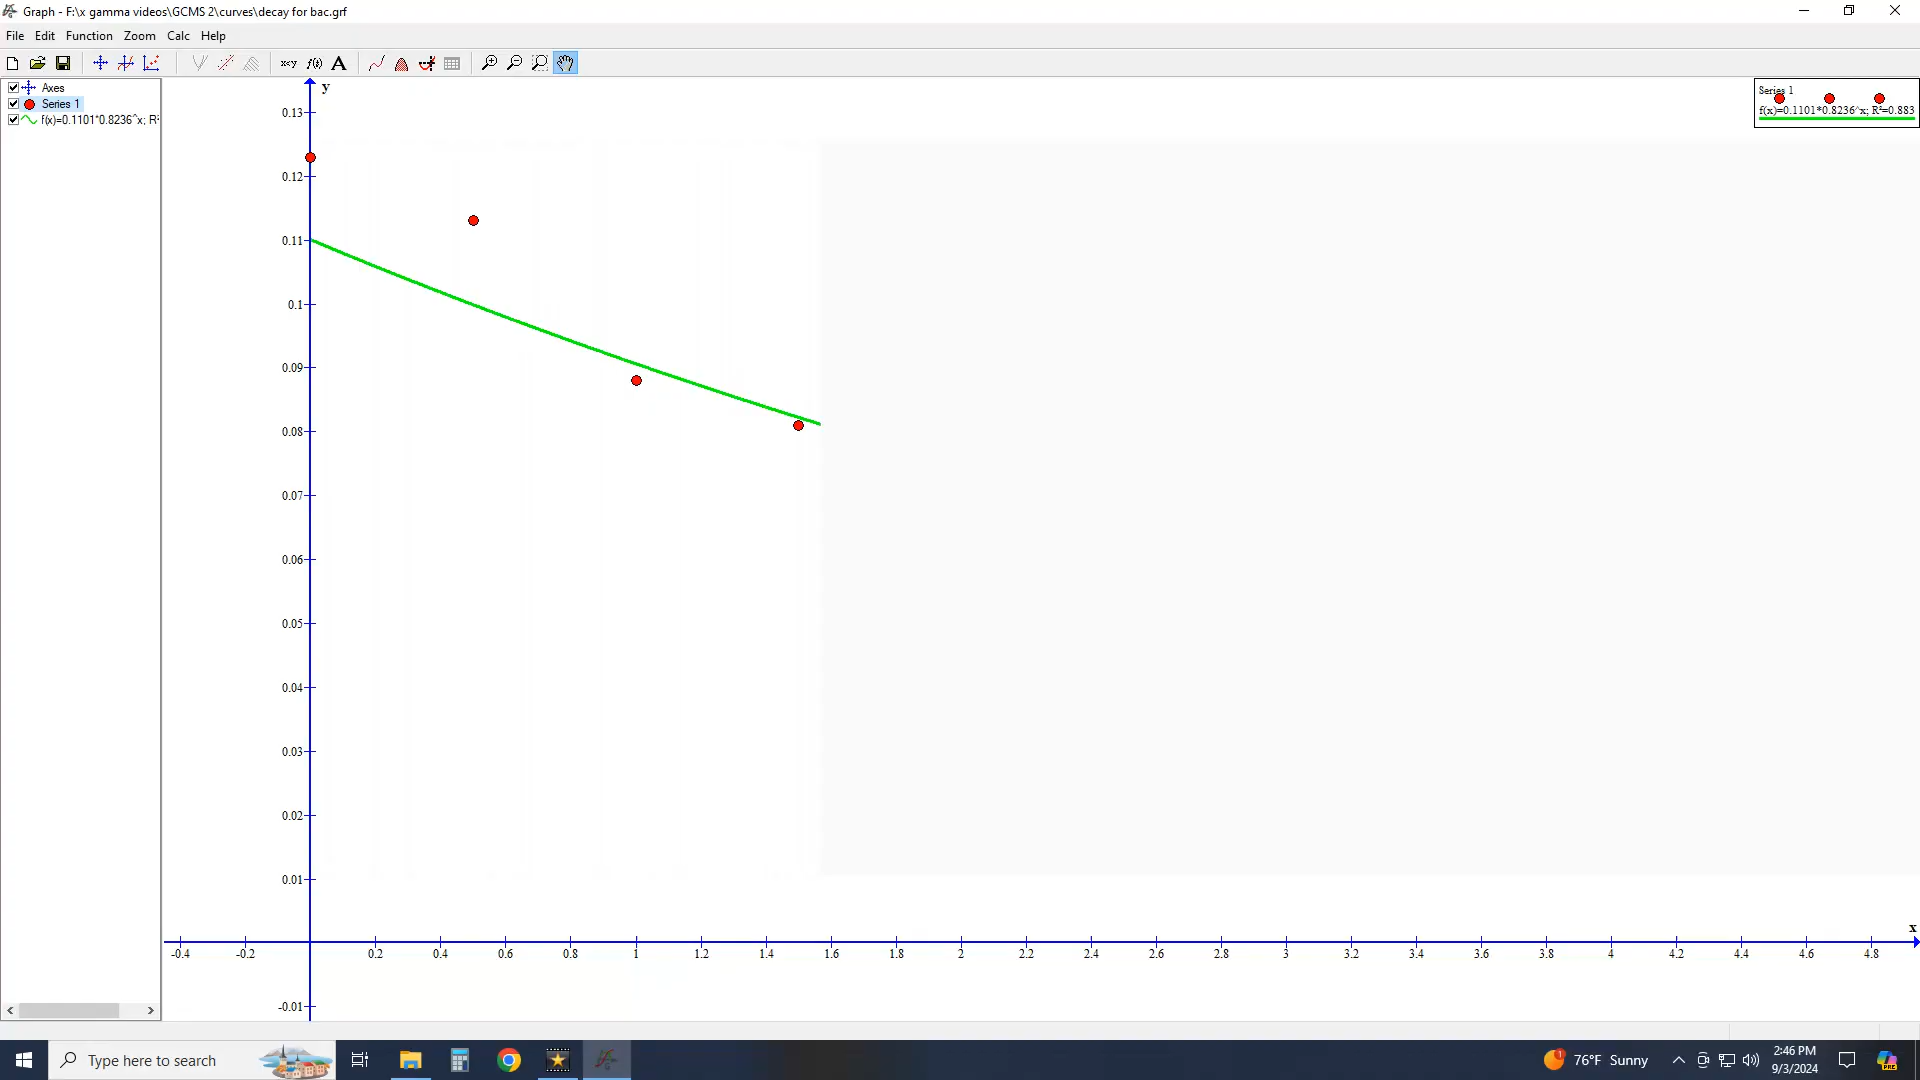 Graph - F:\x gamma videos\GCMS 2\curves\decay for bac.grf
File Edit Function Zoom Calc Help
Axes
Series 1
f(x)=0.1101*0.8236^x; R²
y
Series 1
f(x)=0.1101*0.8236^x; R²=0.883
0.13
0.12
0.11
0.1
0.09
0.08
0.07
0.06
0.05
0.04
0.03
0.02
0.01
x
-0.4 -0.2 0.2 0.4 0.6 0.8 1 1.2 1.4 1.6 1.8 2 2.2 2.4 2.6 2.8 3 3.2 3.4 3.6 3.8 4 4.2 4.4 4.6 4.8
-0.01
Type here to search
76°F Sunny
2:46 PM
9/3/2024